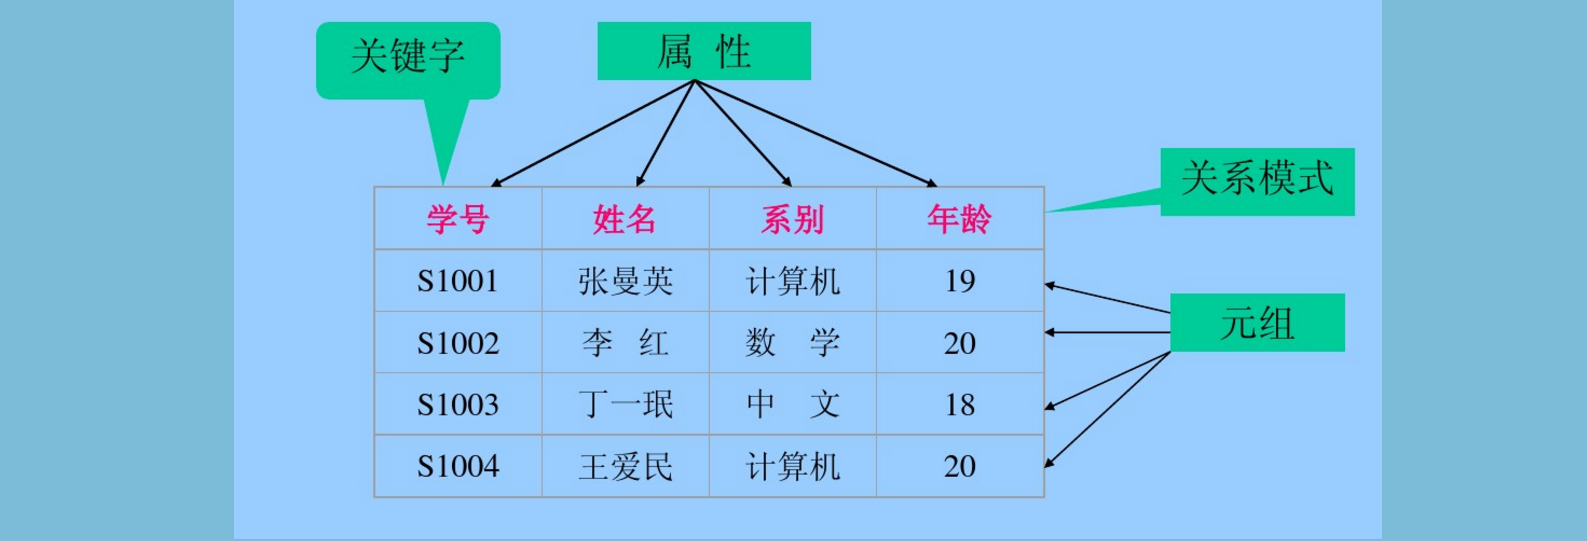 关键字
属 性
关系模式
学号 姓名 系别 年龄
S1001 张曼英 计算机 19
S1002 李 红 数 学 20
元组
S1003 丁一珉 中 文 18
S1004 王爱民 计算机 20